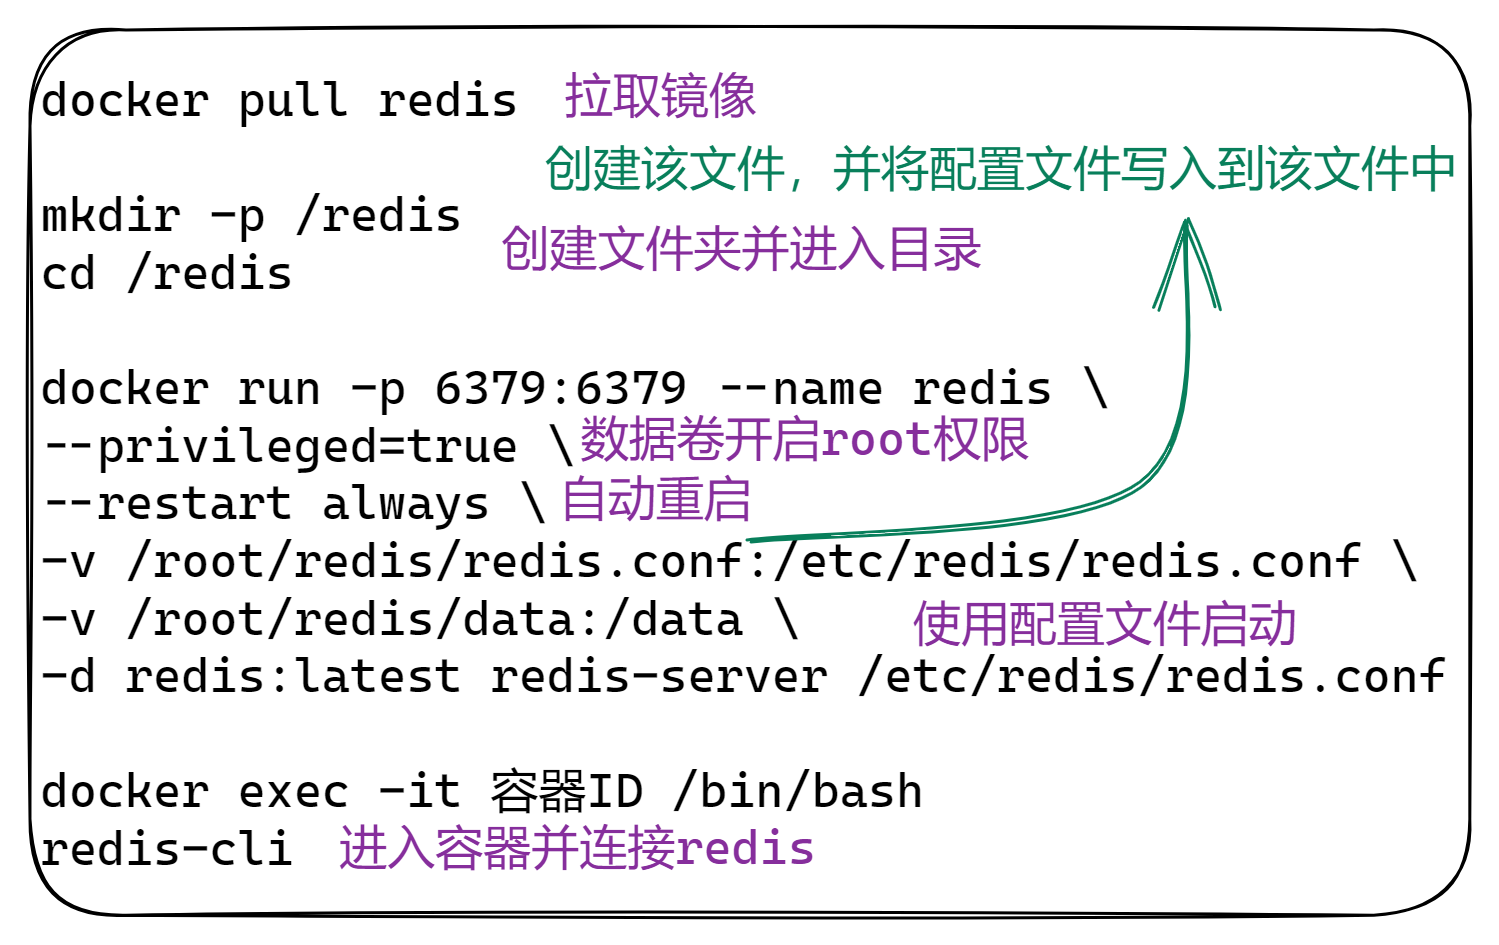 docker pull redis 拉取镜像
创建该文件，并将配置文件写入到该文件中
mkdir -p /redis
创建文件夹并进入目录
cd /redis
docker run -p 6379:6379 --name redis \
--privileged=true \ 数据卷开启root权限
--restart always \ 自动重启
-v /root/redis/redis.conf:/etc/redis/redis.conf \
-v /root/redis/data:/data \ 使用配置文件启动
-d redis:latest redis-server /etc/redis/redis.conf
docker exec -it 容器ID /bin/bash
redis-cli 进入容器并连接redis